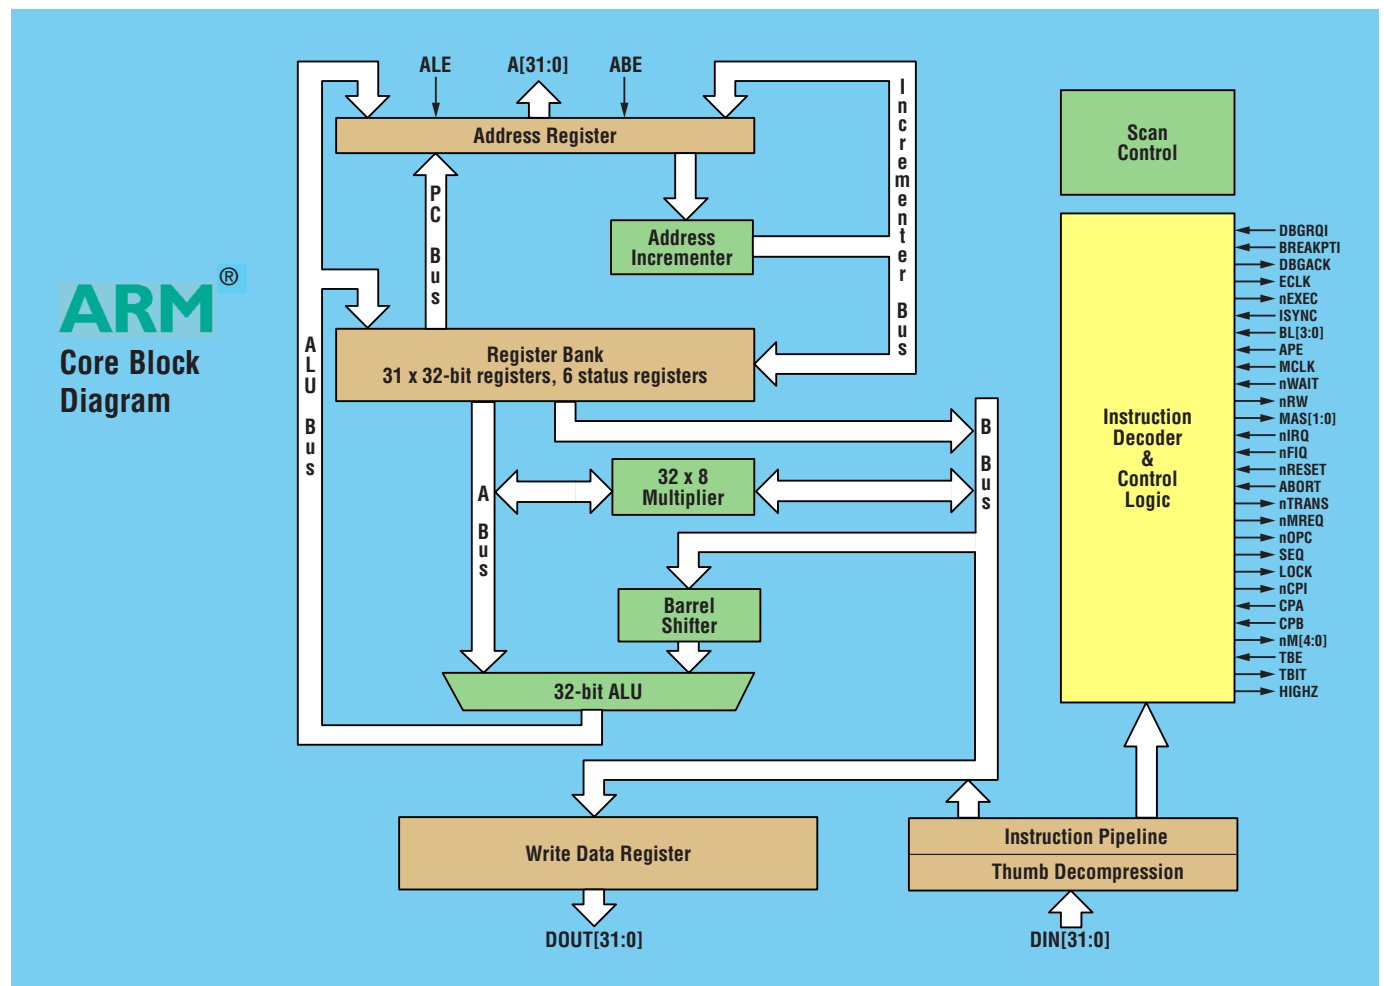 ALE
A[31:0]
ABE
Address Register
PC Bus
Address
Incrementer
Incrementer Bus
Scan
Control
ARM®
Core Block
Diagram
ALU Bus
Register Bank
31 x 32-bit registers, 6 status registers
A Bus
B Bus
32 x 8
Multiplier
Barrel
Shifter
32-bit ALU
Write Data Register
DOUT[31:0]
Instruction
Decoder
&
Control
Logic
DBGRQI
BREAKPTI
DBGACK
ECLK
nEXEC
ISYNC
BL[3:0]
APE
MCLK
nWAIT
nRW
MAS[1:0]
nIRQ
nFIQ
nRESET
ABORT
nTRANS
nMREQ
nOPC
SEQ
LOCK
nCPI
CPA
CPB
nM[4:0]
TBE
TBIT
HIGHZ
Instruction Pipeline
Thumb Decompression
DIN[31:0]